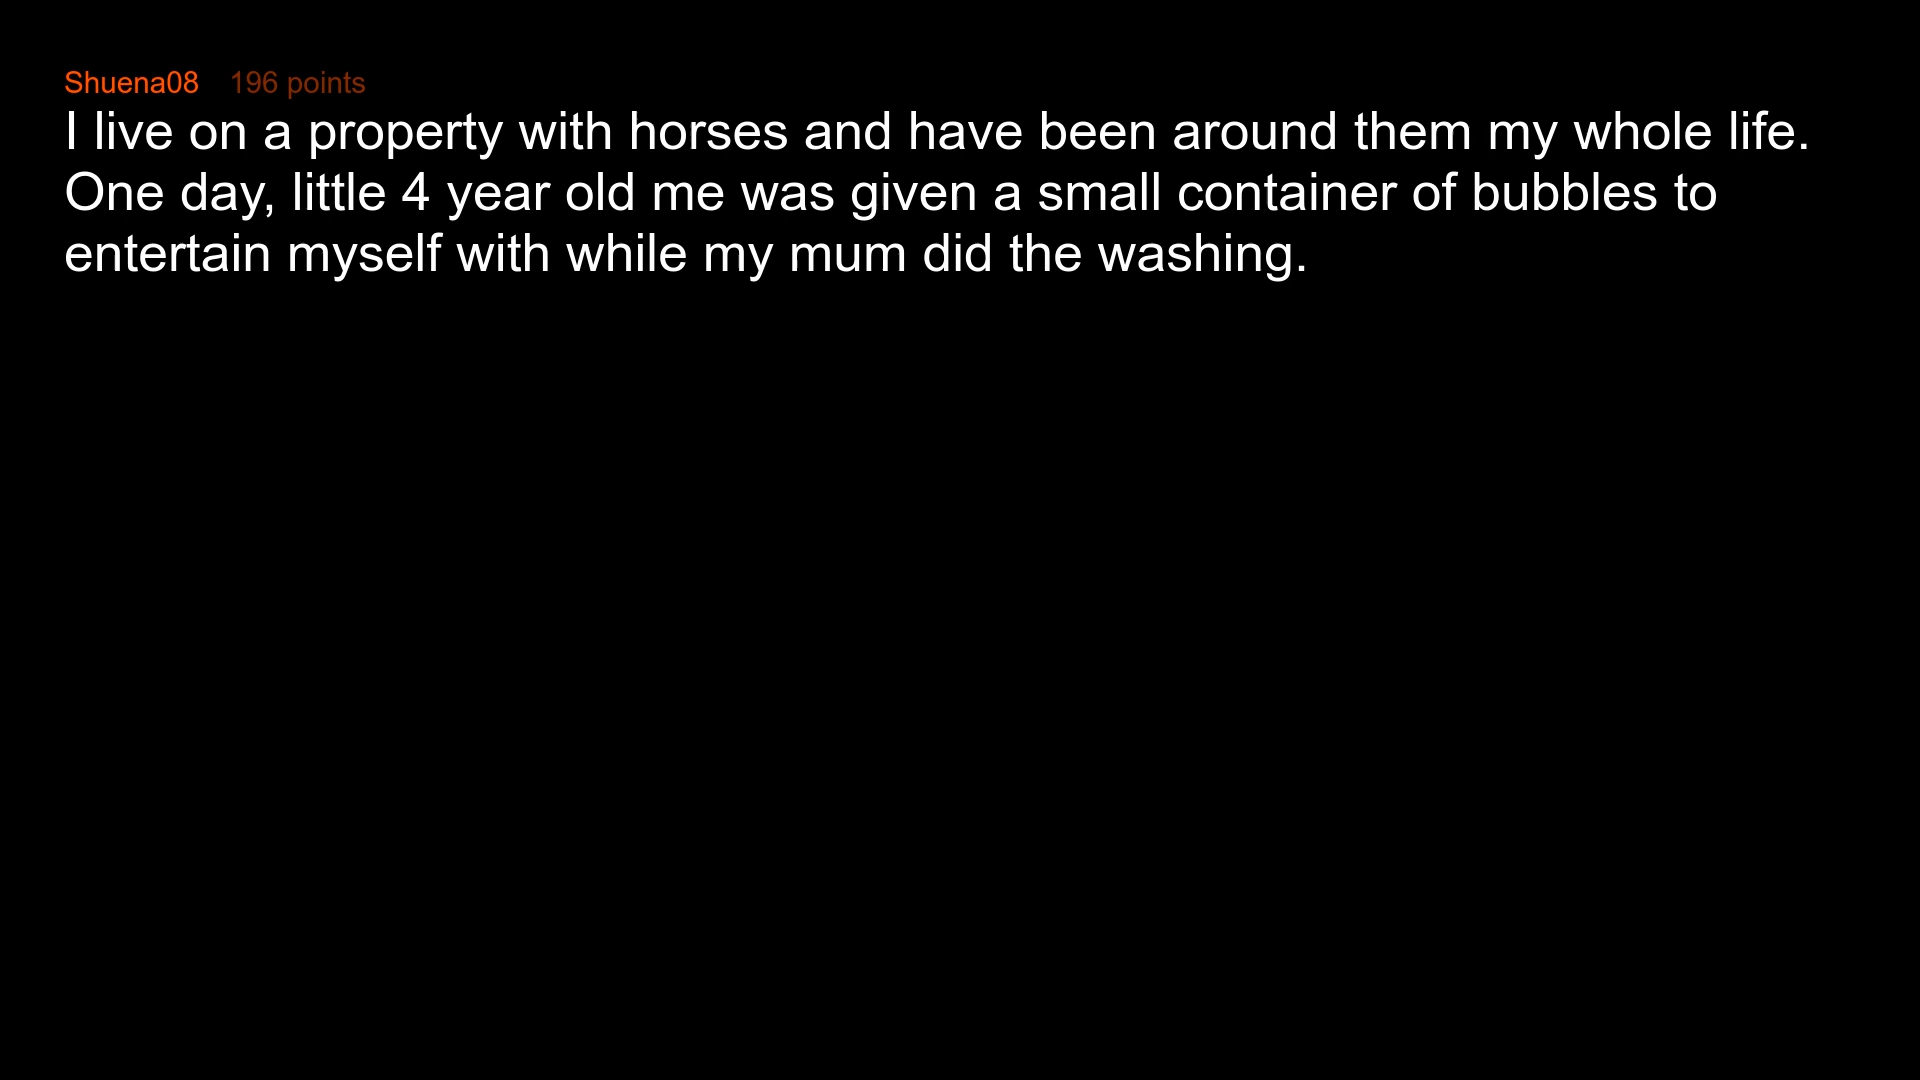 Shuena08 196 points
I live on a property with horses and have been around them my whole life.
One day, little 4 year old me was given a small container of bubbles to
entertain myself with while my mum did the washing.